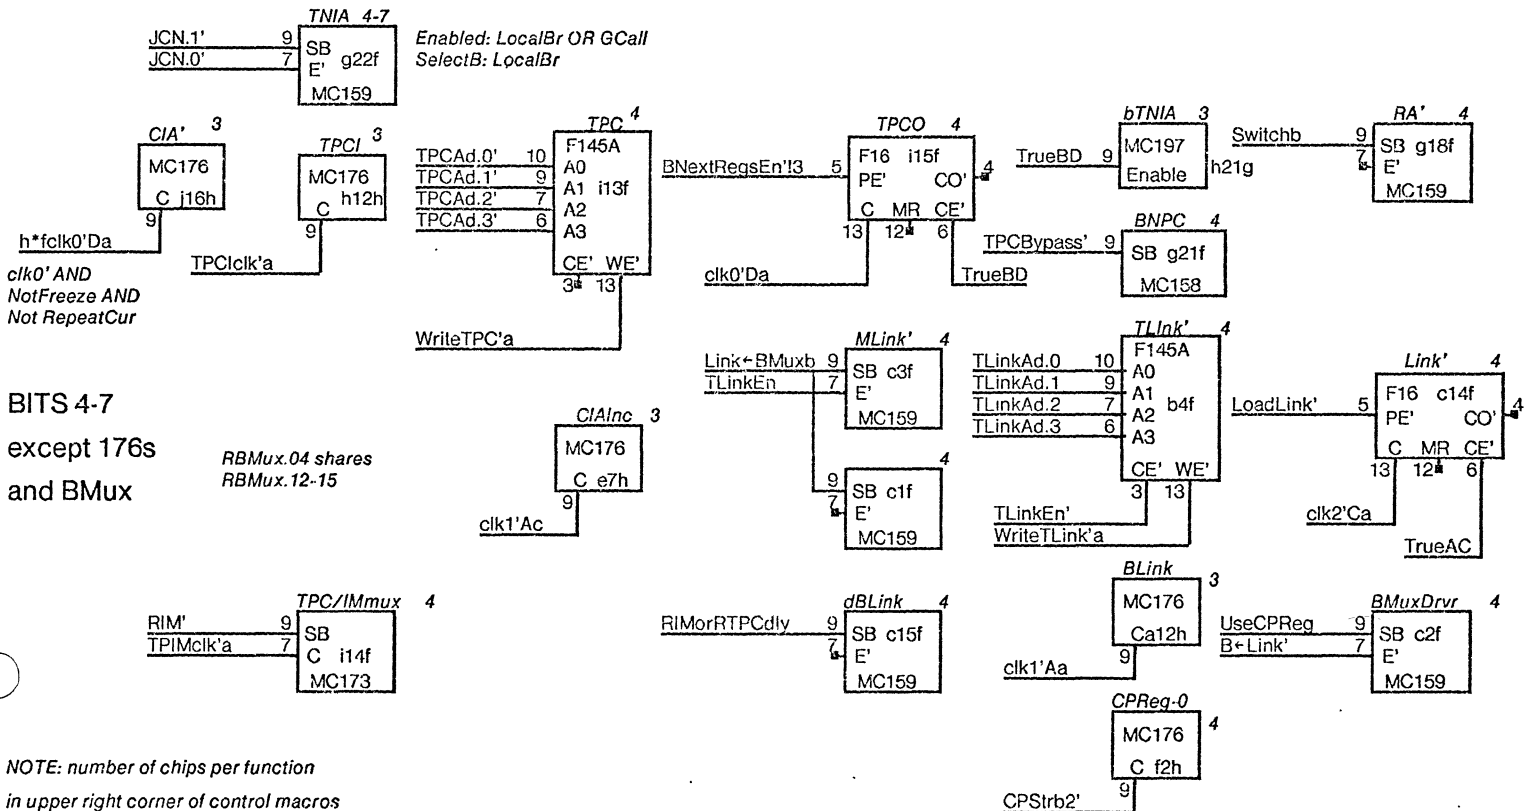 TNIA 4-7
JCN.1' 9 SB
JCN.0' 7 E' g22f
MC159
Enabled: LocalBr OR GCall
SelectB: LocalBr
CIA' 3
MC176
C j16h
9
h*fclk0'Da
clk0' AND
NotFreeze AND
Not RepeatCur
TPCI 3
MC176
h12h
C
9
TPCIclk'a
TPC 4
F145A
TPCAd.0' 10 A0
TPCAd.1' 9 A1 i13f
TPCAd.2' 7 A2
TPCAd.3' 6 A3
CE' WE'
3 13
WriteTPC'a
TPCO 4
F16 i15f
BNextRegsEn'!3 5 PE' CO' 4
C MR CE'
13 12 6
clk0'Da TrueBD
bTNIA 3
MC197
TrueBD 9 Enable h21g
BNPC 4
TPCBypass' 9 SB g21f
MC158
RA' 4
Switchb 9 SB g18f
7 E'
MC159
BITS 4-7
except 176s
and BMux
RBMux.04 shares
RBMux.12-15
CIAInc 3
MC176
C e7h
9
clk1'Ac
MLink' 4
Link←BMuxb 9 SB c3f
TLinkEn 7 E'
MC159
4
9 SB c1f
7 E'
MC159
TLink' 4
F145A
TLinkAd.0 10 A0
TLinkAd.1 9 A1 b4f
TLinkAd.2 7 A2
TLinkAd.3 6 A3
CE' WE'
3 13
TLinkEn'
WriteTLink'a
Link' 4
F16 c14f
LoadLink' 5 PE' CO' 4
C MR CE'
13 12 6
clk2'Ca
TrueAC
TPC/IMmux 4
RIM' 9 SB
TPIMclk'a 7 C i14f
MC173
dBLink 4
RIMorRTPCdly 9 SB c15f
7 E'
MC159
BLink 3
MC176
Ca12h
9
clk1'Aa
BMuxDrvr 4
UseCPReg 9 SB c2f
B←Link' 7 E'
MC159
CPReg-0 4
MC176
C f2h
9
CPStrb2'
NOTE: number of chips per function
in upper right corner of control macros